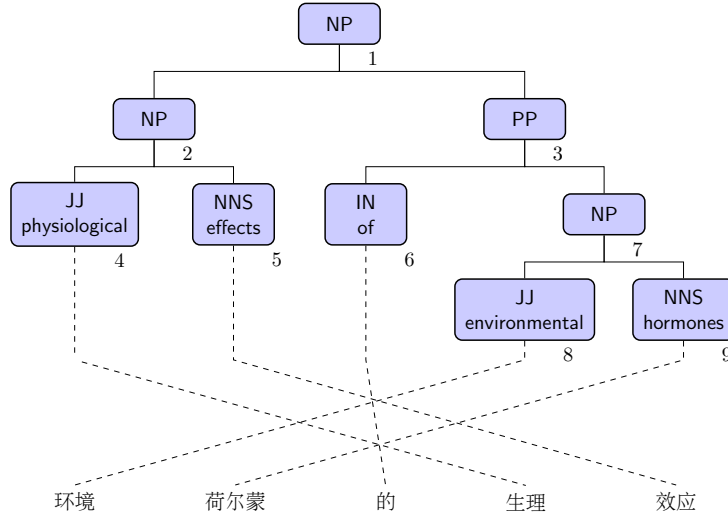 NP
1
NP
PP
2
3
JJ
physiological
NNS
effects
IN
of
NP
4
5
6
7
JJ
environmental
NNS
hormones
8
9
环境 荷尔蒙 的 生理 效应